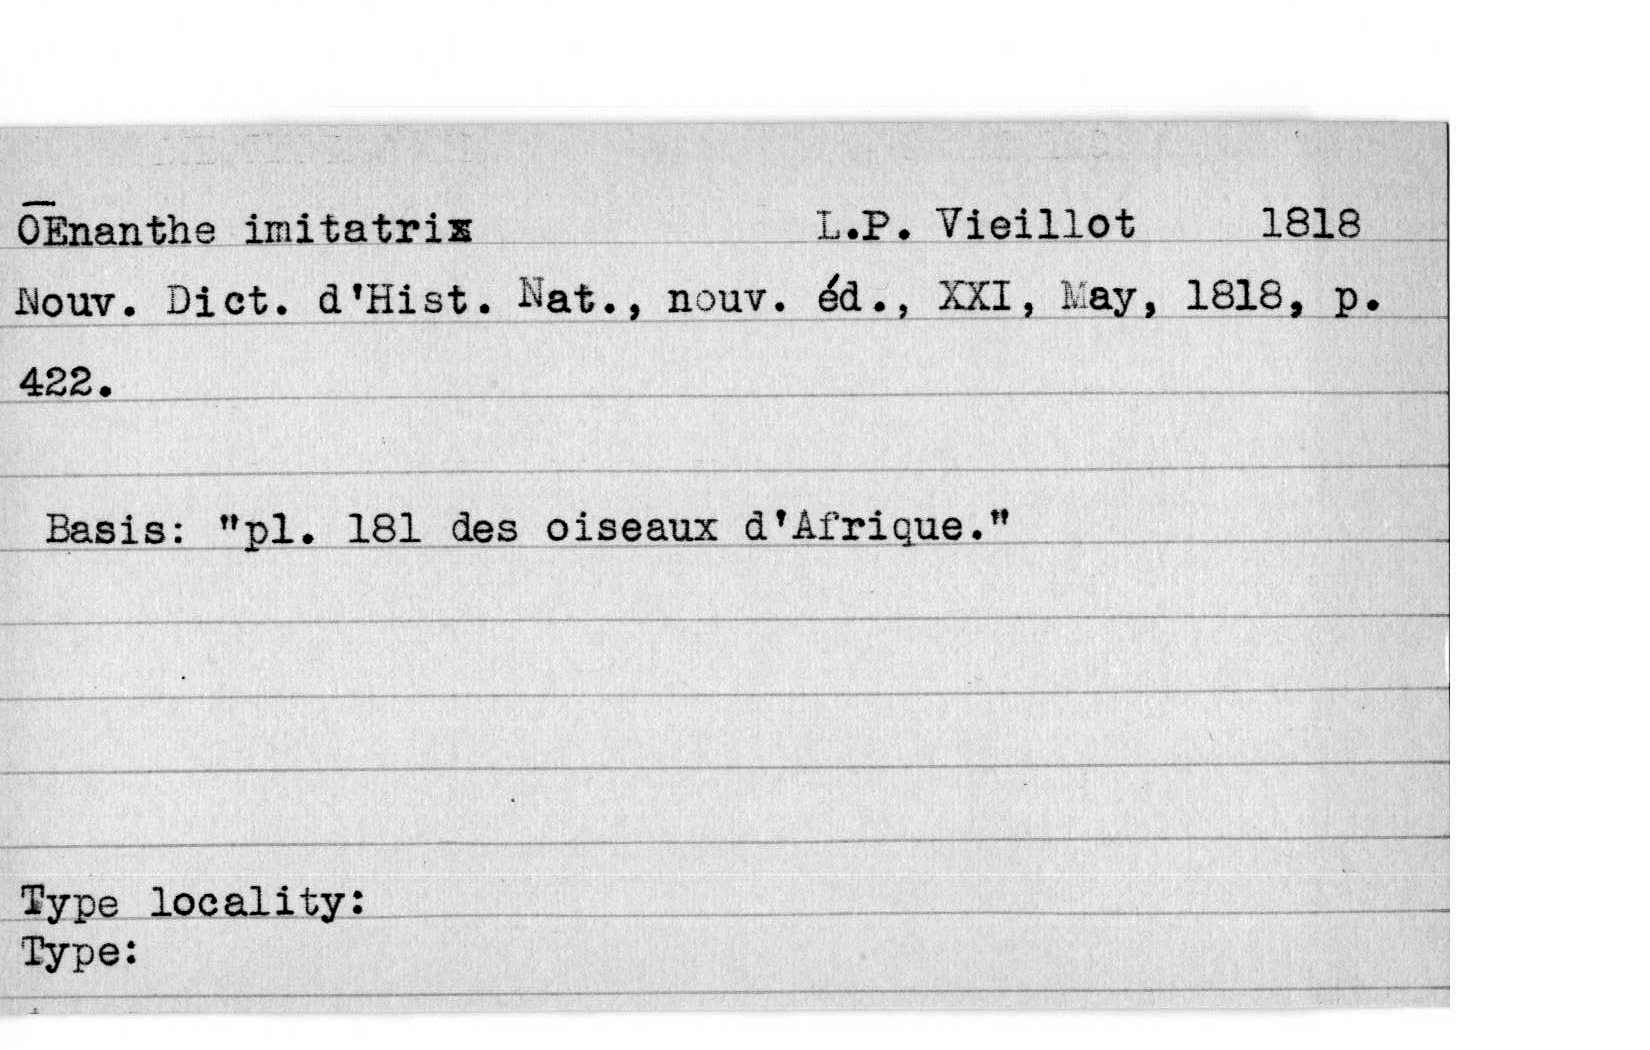 OEnanthe imitatrix L.P. Vieillot 1818
Nouv. Dict. d'Hist. Nat., nouv. éd., XXI, May, 1818, p.
422.
Basis: "pl. 181 des oiseaux d'Afrique."
Type locality:
Type: